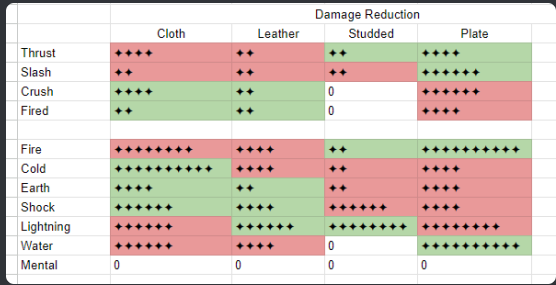 Damage Reduction
Cloth Leather Studded Plate
Thrust ✦✦✦✦ ✦✦ ✦✦ ✦✦✦✦
Slash ✦✦ ✦✦ ✦✦ ✦✦✦✦✦✦
Crush ✦✦✦✦ ✦✦ 0 ✦✦✦✦✦✦
Fired ✦✦ ✦✦ 0 ✦✦✦✦
Fire ✦✦✦✦✦✦✦✦ ✦✦✦✦ ✦✦ ✦✦✦✦✦✦✦✦✦✦
Cold ✦✦✦✦✦✦✦✦✦✦ ✦✦✦✦ ✦✦ ✦✦✦✦
Earth ✦✦✦✦ ✦✦ ✦✦ ✦✦✦✦
Shock ✦✦✦✦✦✦ ✦✦✦✦ ✦✦✦✦✦✦ ✦✦✦✦
Lightning ✦✦✦✦✦✦ ✦✦✦✦✦✦ ✦✦✦✦✦✦✦✦ ✦✦✦✦✦✦✦✦
Water ✦✦✦✦✦✦ ✦✦✦✦ 0 ✦✦✦✦✦✦✦✦✦✦
Mental 0 0 0 0